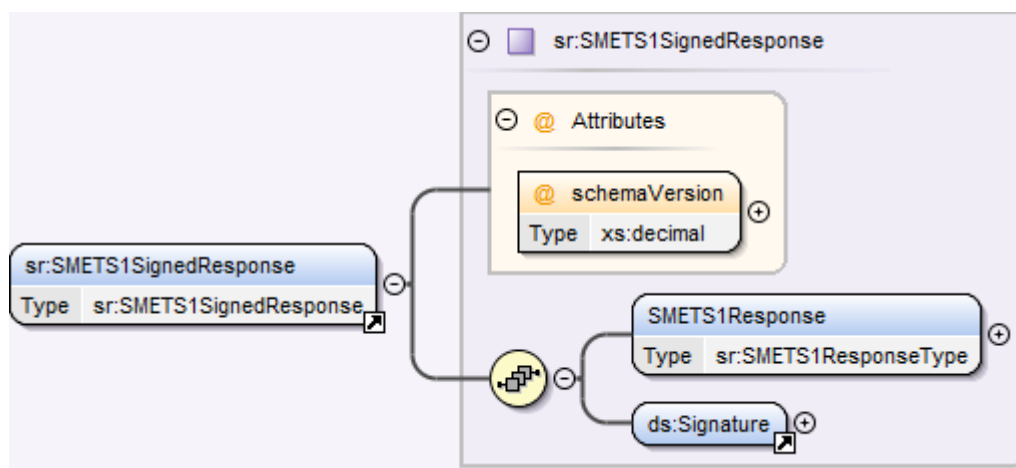 sr:SMETS1SignedResponse
@ Attributes
@ schemaVersion
Type xs:decimal
sr:SMETS1SignedResponse
Type sr:SMETS1SignedResponse
SMETS1Response
Type sr:SMETS1ResponseType
ds:Signature